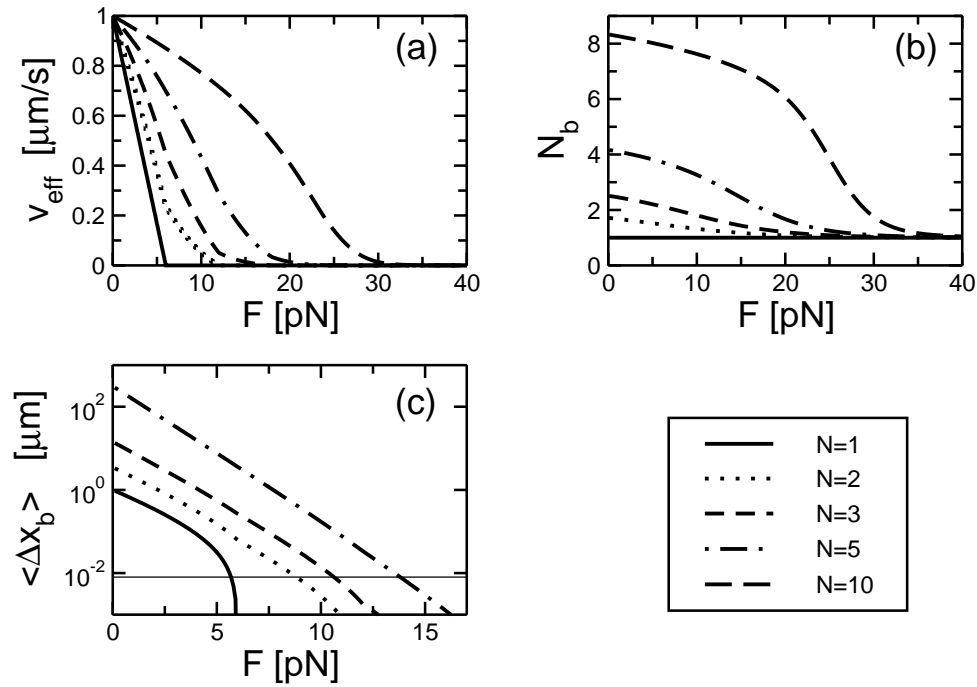 (a)
v_eff [μm/s]
1
0.8
0.6
0.4
0.2
0
0 10 20 30 40
F [pN]
(b)
N_b
8
6
4
2
0
0 10 20 30 40
F [pN]
(c)
<Δx_b> [μm]
10^2
10^0
10^-2
0 5 10 15
F [pN]
N=1
N=2
N=3
N=5
N=10